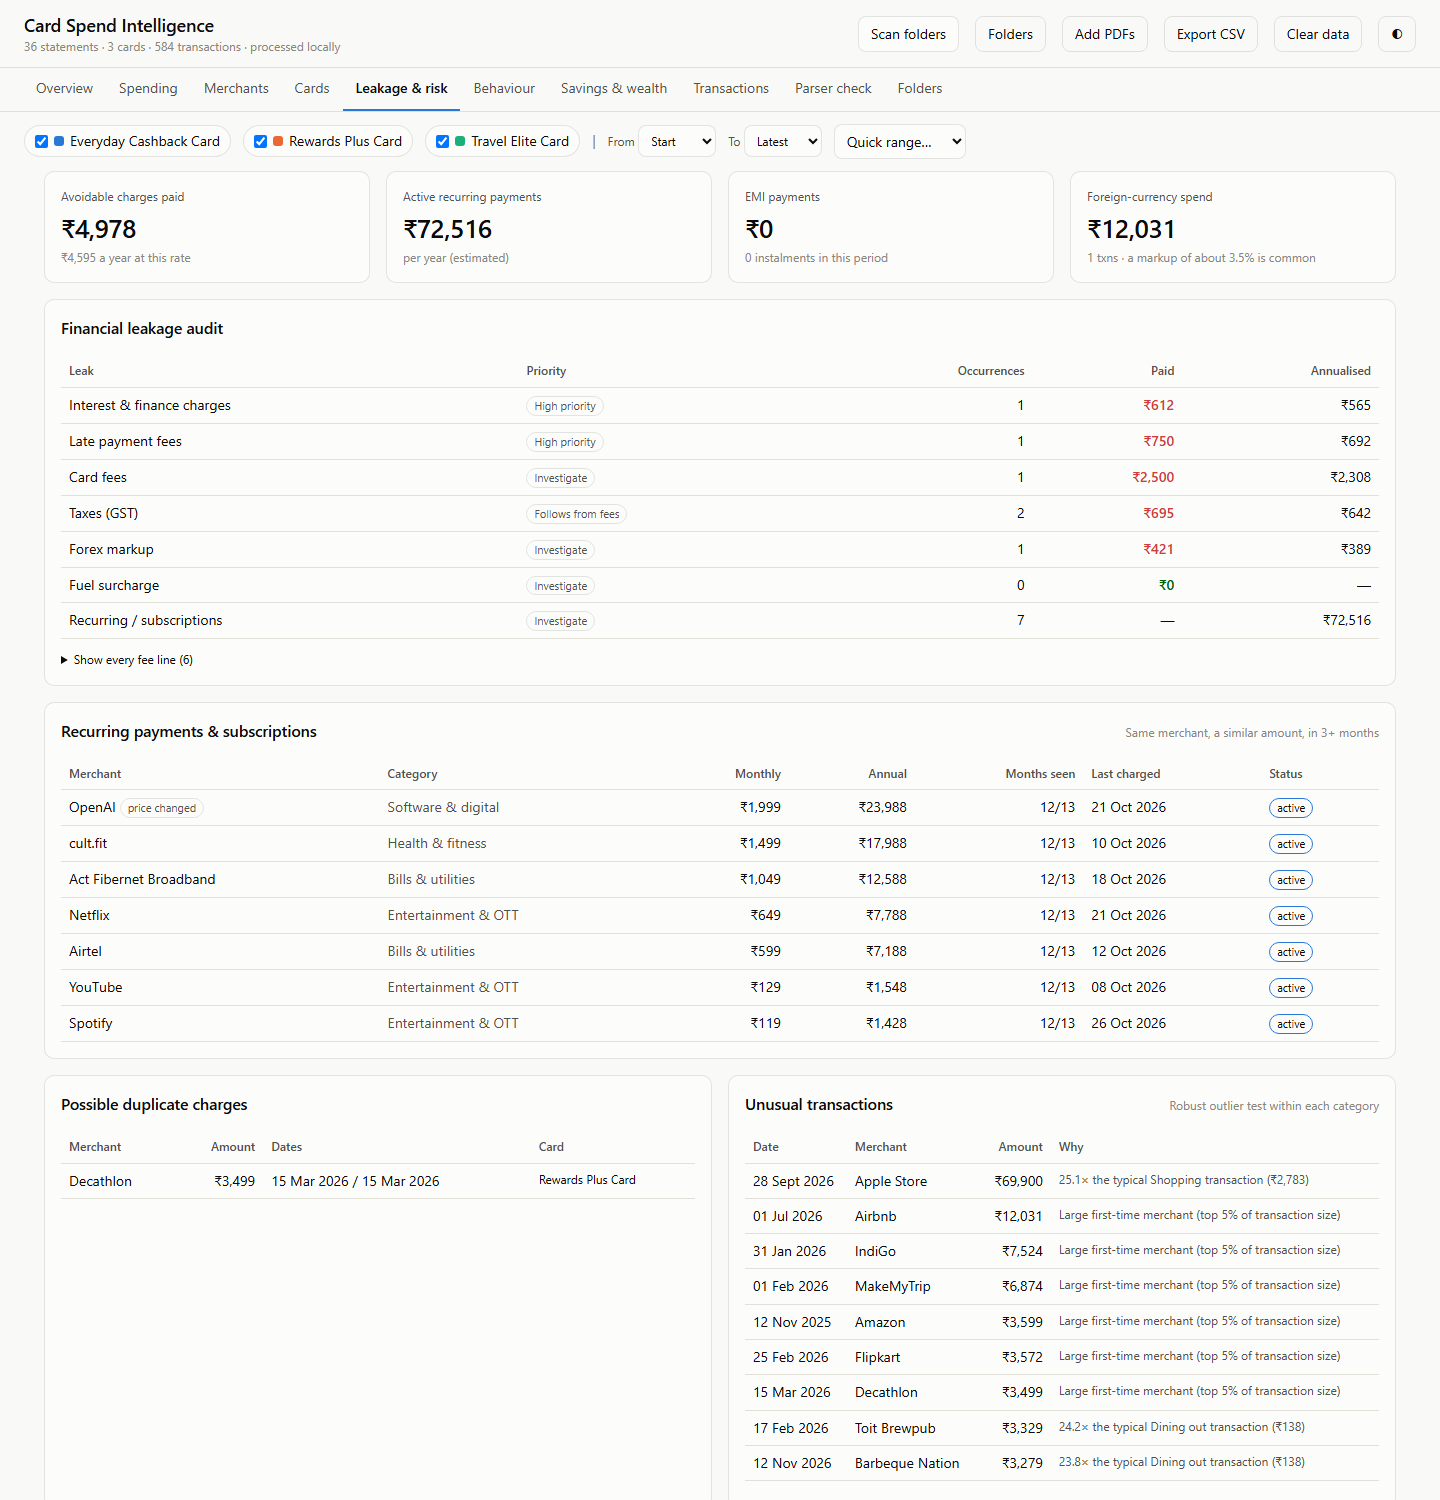 Card Spend Intelligence
36 statements · 3 cards · 584 transactions · processed locally
Scan folders
Folders
Add PDFs
Export CSV
Clear data
Overview
Spending
Merchants
Cards
Leakage & risk
Behaviour
Savings & wealth
Transactions
Parser check
Folders
Everyday Cashback Card
Rewards Plus Card
Travel Elite Card
From Start
To Latest
Quick range...
Avoidable charges paid
₹4,978
₹4,595 a year at this rate
Active recurring payments
₹72,516
per year (estimated)
EMI payments
₹0
0 instalments in this period
Foreign-currency spend
₹12,031
1 txns · a markup of about 3.5% is common
Financial leakage audit
Leak Priority Occurrences Paid Annualised
Interest & finance charges High priority 1 ₹612 ₹565
Late payment fees High priority 1 ₹750 ₹692
Card fees Investigate 1 ₹2,500 ₹2,308
Taxes (GST) Follows from fees 2 ₹695 ₹642
Forex markup Investigate 1 ₹421 ₹389
Fuel surcharge Investigate 0 ₹0 —
Recurring / subscriptions Investigate 7 — ₹72,516
Show every fee line (6)
Recurring payments & subscriptions
Same merchant, a similar amount, in 3+ months
Merchant Category Monthly Annual Months seen Last charged Status
OpenAI price changed Software & digital ₹1,999 ₹23,988 12/13 21 Oct 2026 active
cult.fit Health & fitness ₹1,499 ₹17,988 12/13 10 Oct 2026 active
Act Fibernet Broadband Bills & utilities ₹1,049 ₹12,588 12/13 18 Oct 2026 active
Netflix Entertainment & OTT ₹649 ₹7,788 12/13 21 Oct 2026 active
Airtel Bills & utilities ₹599 ₹7,188 12/13 12 Oct 2026 active
YouTube Entertainment & OTT ₹129 ₹1,548 12/13 08 Oct 2026 active
Spotify Entertainment & OTT ₹119 ₹1,428 12/13 26 Oct 2026 active
Possible duplicate charges
Merchant Amount Dates Card
Decathlon ₹3,499 15 Mar 2026 / 15 Mar 2026 Rewards Plus Card
Unusual transactions
Robust outlier test within each category
Date Merchant Amount Why
28 Sept 2026 Apple Store ₹69,900 25.1× the typical Shopping transaction (₹2,783)
01 Jul 2026 Airbnb ₹12,031 Large first-time merchant (top 5% of transaction size)
31 Jan 2026 IndiGo ₹7,524 Large first-time merchant (top 5% of transaction size)
01 Feb 2026 MakeMyTrip ₹6,874 Large first-time merchant (top 5% of transaction size)
12 Nov 2025 Amazon ₹3,599 Large first-time merchant (top 5% of transaction size)
25 Feb 2026 Flipkart ₹3,572 Large first-time merchant (top 5% of transaction size)
15 Mar 2026 Decathlon ₹3,499 Large first-time merchant (top 5% of transaction size)
17 Feb 2026 Toit Brewpub ₹3,329 24.2× the typical Dining out transaction (₹138)
12 Nov 2026 Barbeque Nation ₹3,279 23.8× the typical Dining out transaction (₹138)